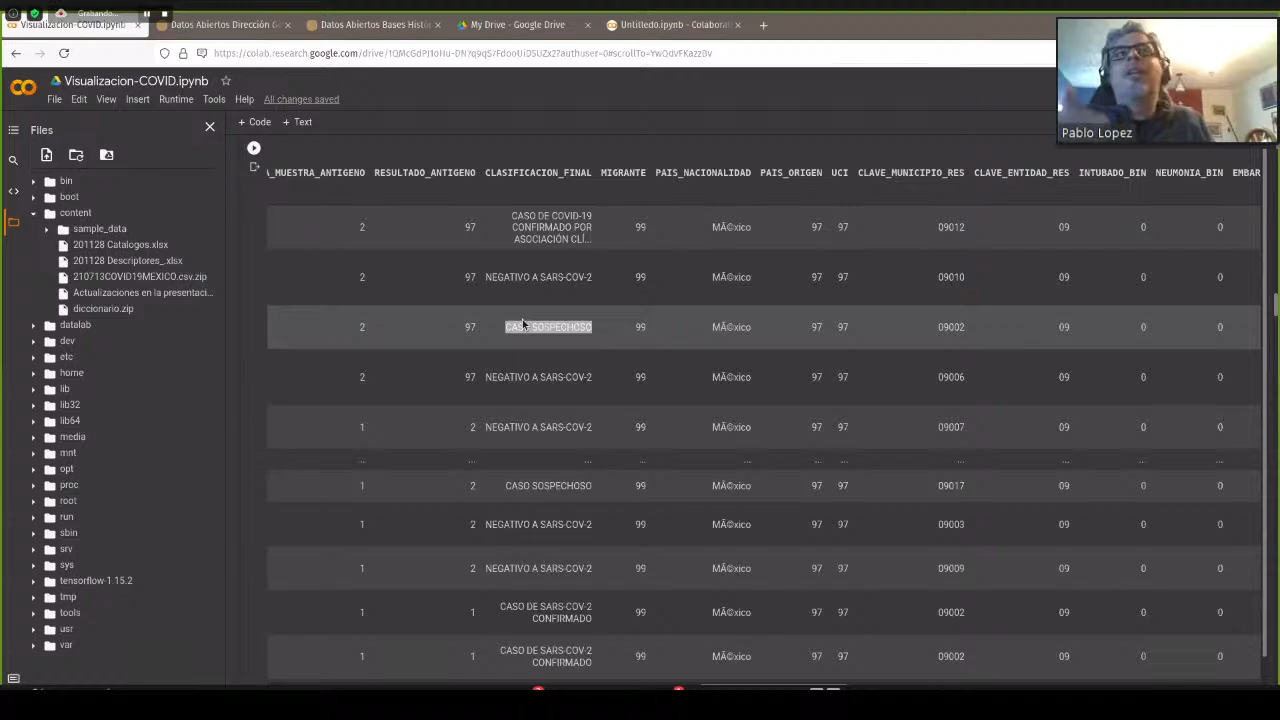 Grabando...
Visualizacion-COVID.ipynb
Datos Abiertos Dirección G
Datos Abiertos Bases Histó
My Drive - Google Drive
Untitled0.ipynb - Colaborat
Visualizacion-COVID.ipynb
File Edit View Insert Runtime Tools Help All changes saved
Pablo Lopez
Files
+ Code + Text
bin
boot
content
sample_data
201128 Catalogos.xlsx
201128 Descriptores_.xlsx
210713COVID19MEXICO.csv.zip
Actualizaciones en la presentaci...
diccionario.zip
datalab
dev
etc
home
lib
lib32
lib64
media
mnt
opt
proc
root
run
sbin
srv
sys
tensorflow-1.15.2
tmp
tools
usr
var
A_MUESTRA_ANTIGENO RESULTADO_ANTIGENO CLASIFICACION_FINAL MIGRANTE PAIS_NACIONALIDAD PAIS_ORIGEN UCI CLAVE_MUNICIPIO_RES CLAVE_ENTIDAD_RES INTUBADO_BIN NEUMONIA_BIN EMBAR
2 97 CASO DE COVID-19 CONFIRMADO POR ASOCIACIÓN CLÍ... 99 MÃ©xico 97 97 09012 09 0 0
2 97 NEGATIVO A SARS-COV-2 99 MÃ©xico 97 97 09010 09 0 0
2 97 CASO SOSPECHOSO 99 MÃ©xico 97 97 09002 09 0 0
2 97 NEGATIVO A SARS-COV-2 99 MÃ©xico 97 97 09006 09 0 0
1 2 NEGATIVO A SARS-COV-2 99 MÃ©xico 97 97 09007 09 0 0
... ... ... ... ... ... ... ... ... ... ...
1 2 CASO SOSPECHOSO 99 MÃ©xico 97 97 09017 09 0 0
1 2 NEGATIVO A SARS-COV-2 99 MÃ©xico 97 97 09003 09 0 0
1 2 NEGATIVO A SARS-COV-2 99 MÃ©xico 97 97 09009 09 0 0
1 1 CASO DE SARS-COV-2 CONFIRMADO 99 MÃ©xico 97 97 09002 09 0 0
1 1 CASO DE SARS-COV-2 CONFIRMADO 99 MÃ©xico 97 97 09002 09 0 0